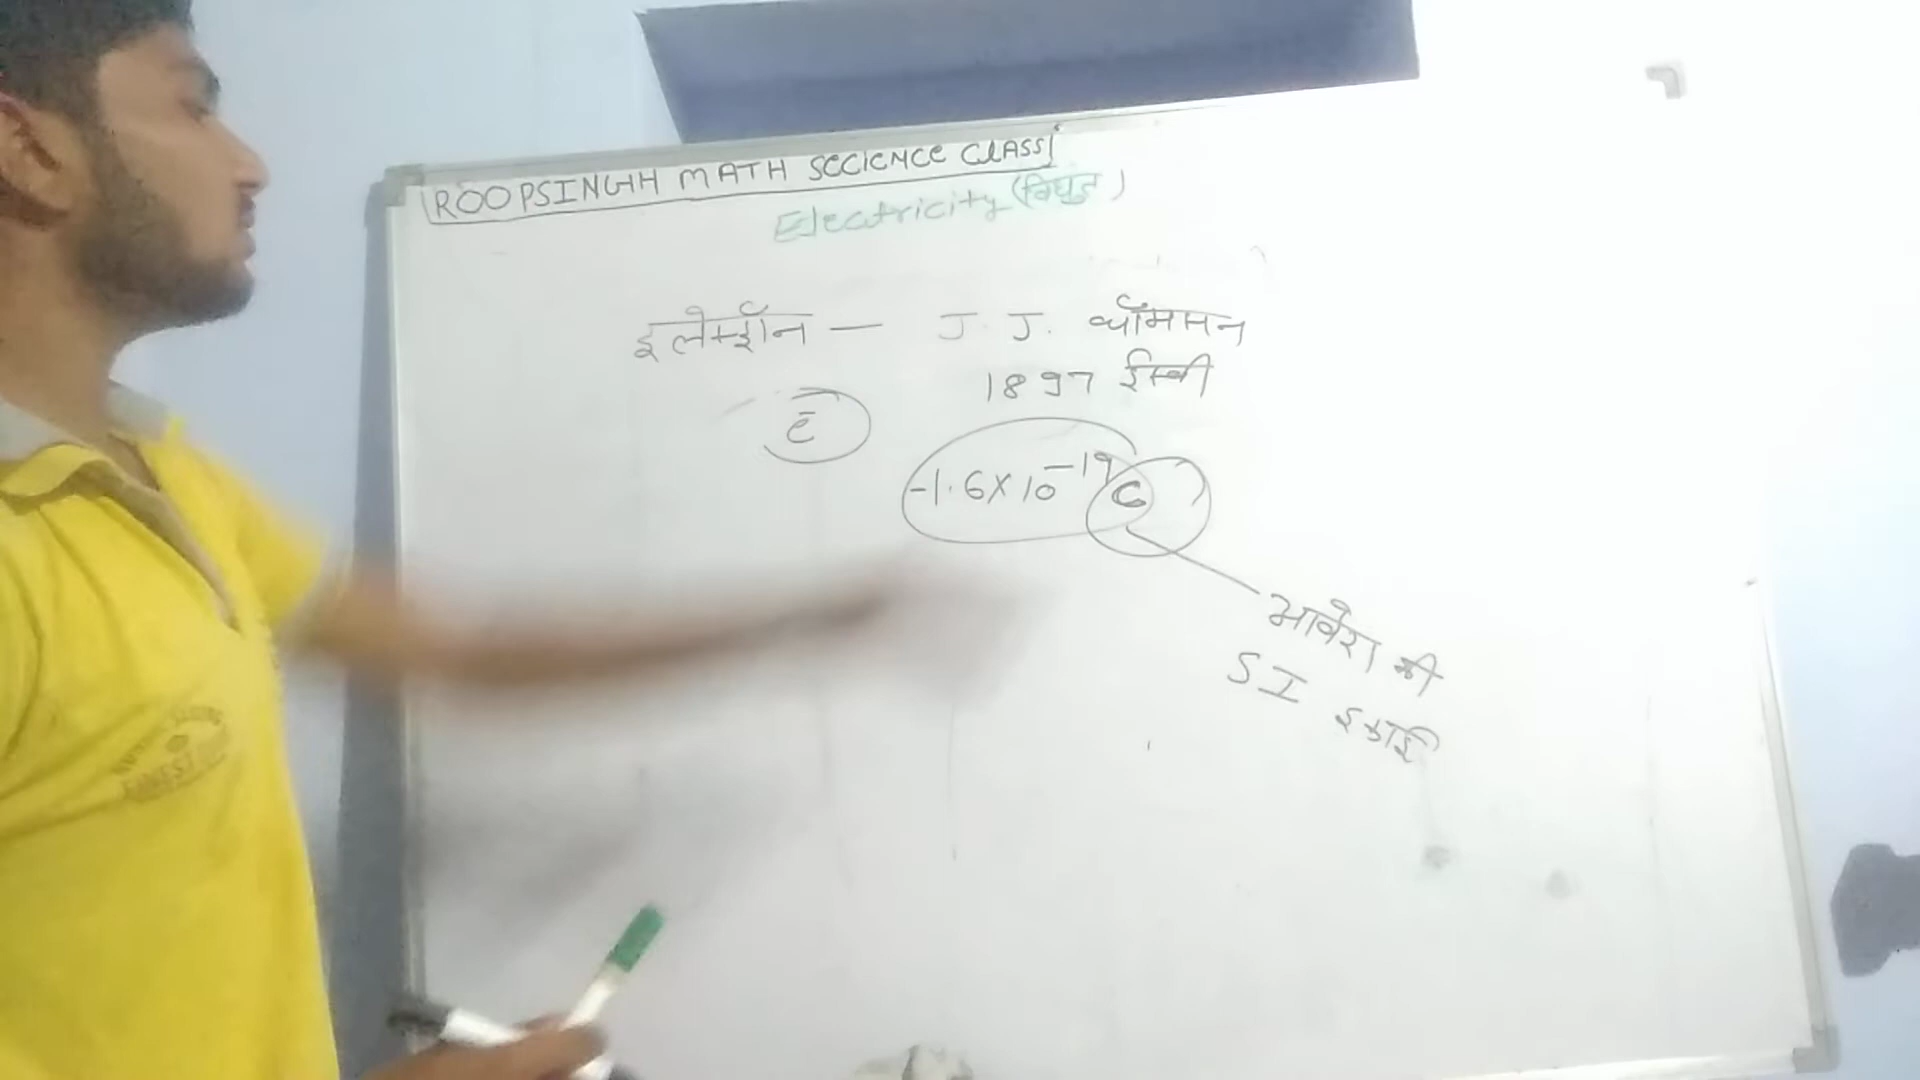 ROOPSINGH MATH SCCIENCE CLASS
Electricity (विधुत)
इलेक्ट्रॉन — J. J. थॉमसन
1897 ईस्वी
e⁻
-1.6×10⁻¹⁹ C
आवेश की
SI इकाई